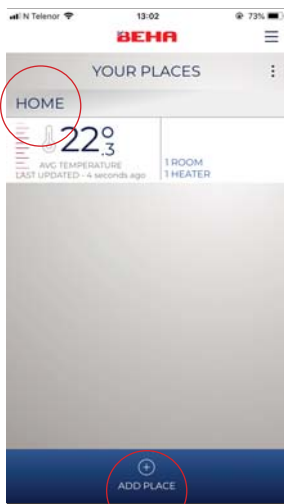 N Telenor 13:02 73%
BEHA
YOUR PLACES
HOME
22°.3
AVG TEMPERATURE
LAST UPDATED - 4 seconds ago
1 ROOM
1 HEATER
ADD PLACE